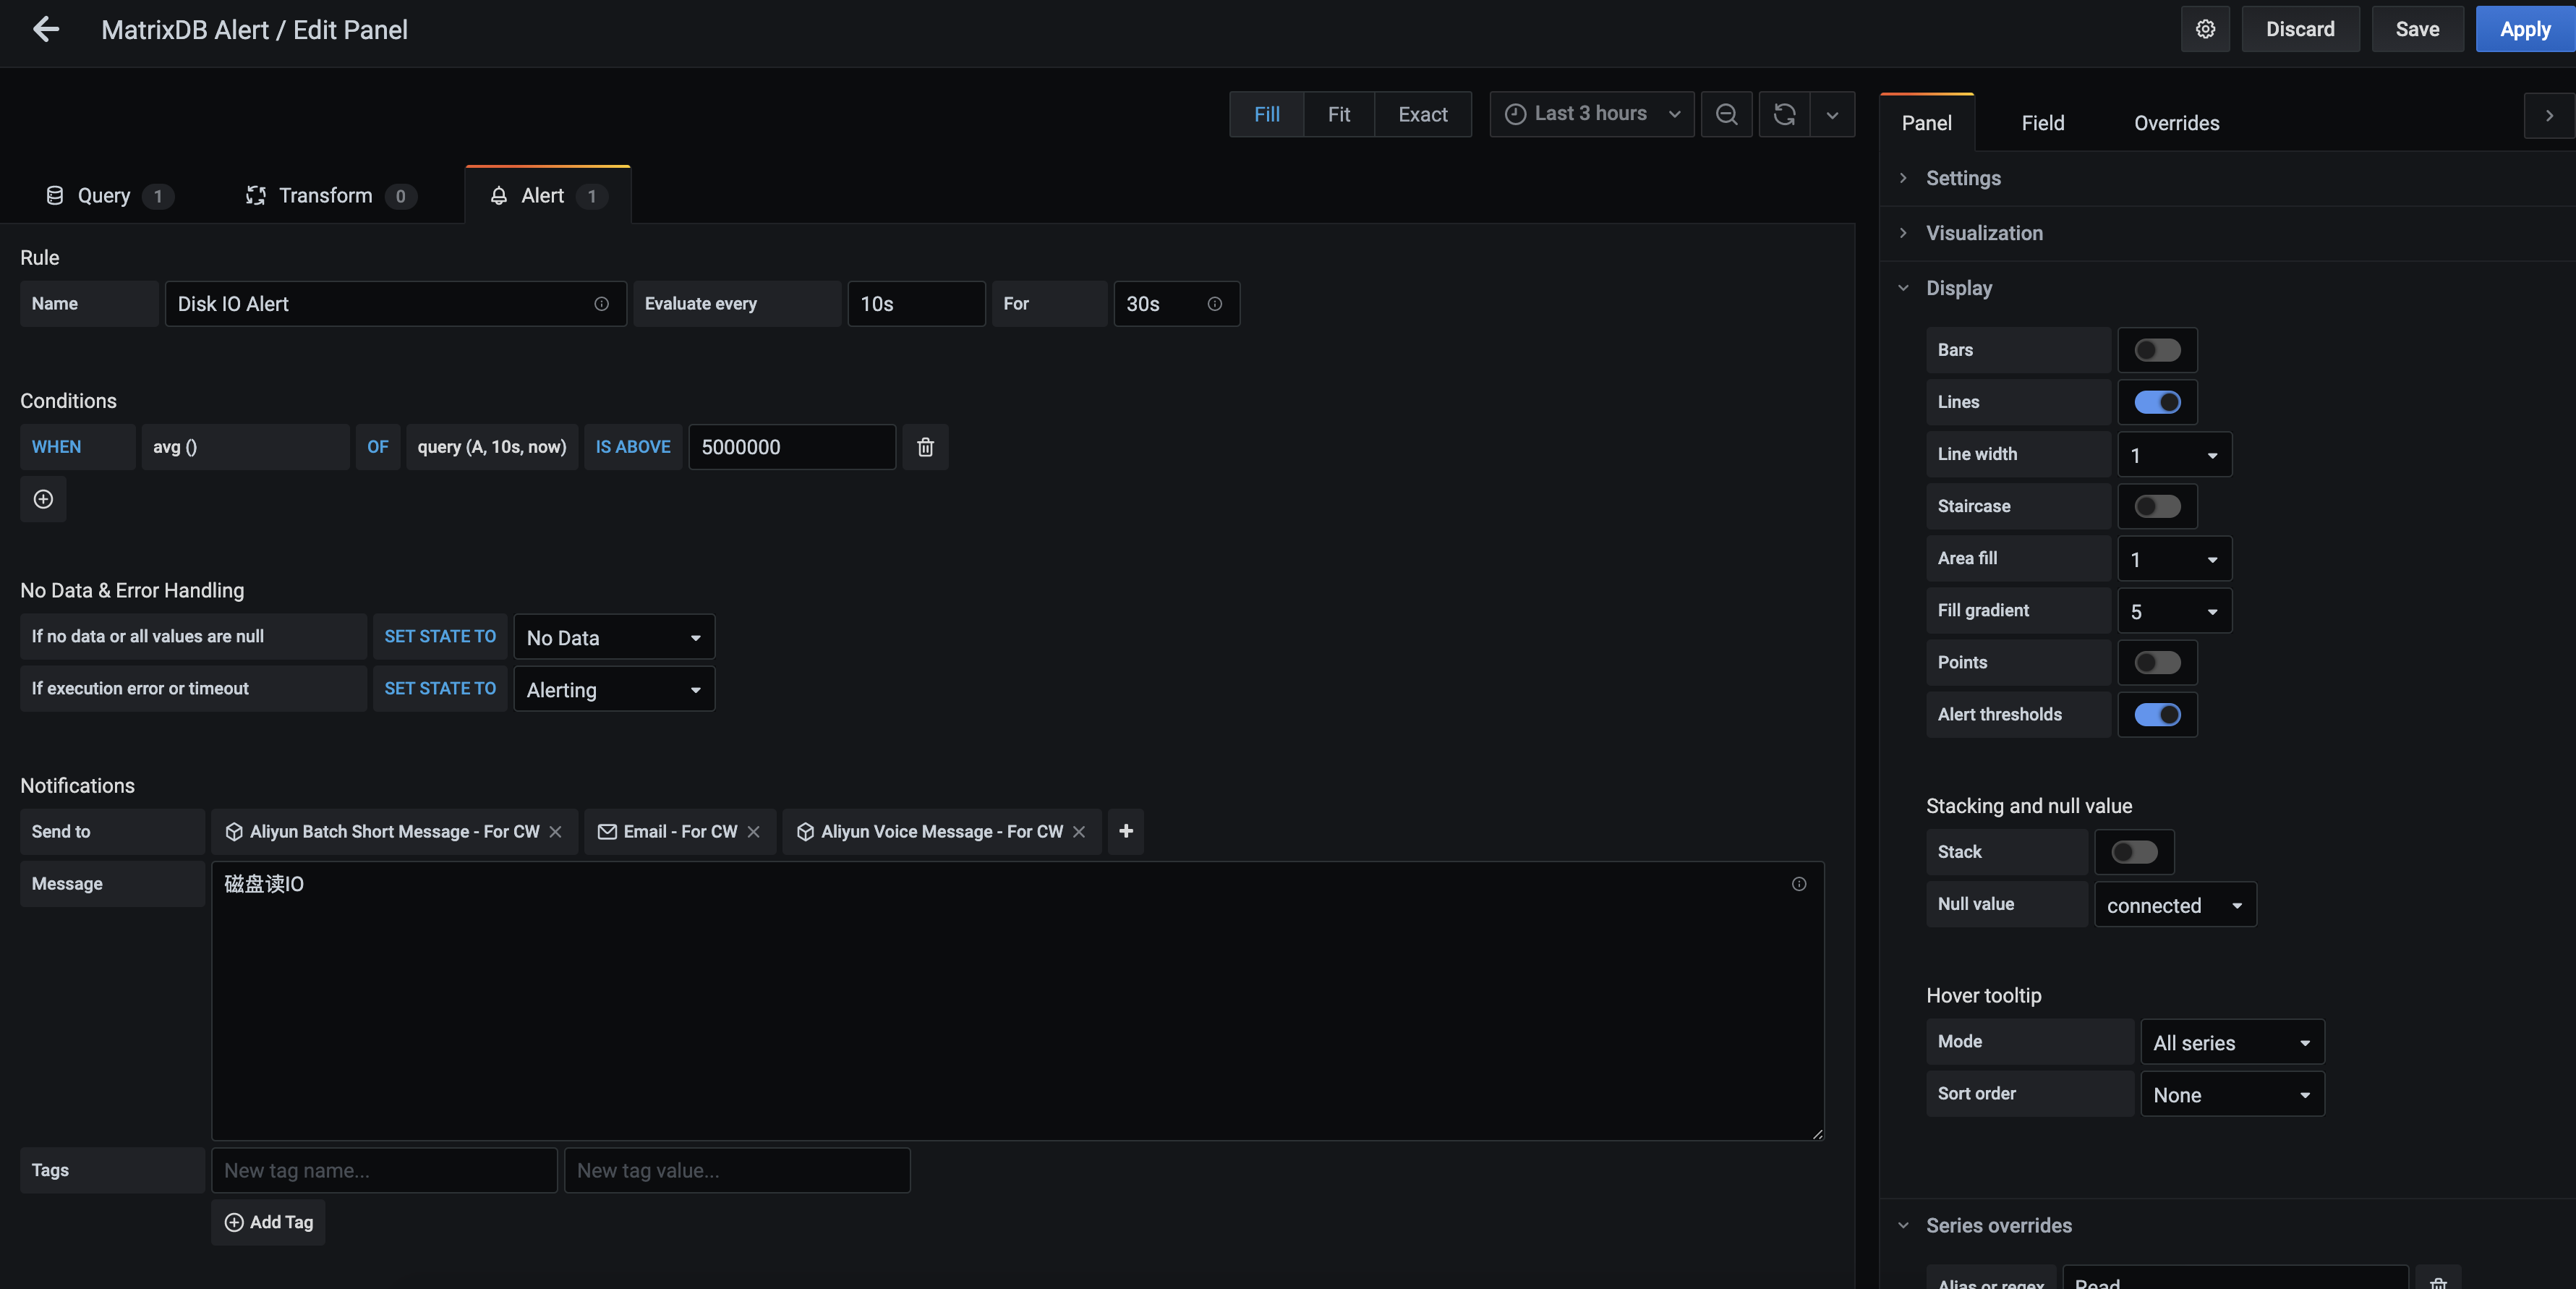 MatrixDB Alert / Edit Panel
Discard
Save
Apply
Fill
Fit
Exact
Last 3 hours
Query 1
Transform 0
Alert 1
Rule
Name
Disk IO Alert
Evaluate every
10s
For
30s
Conditions
WHEN
avg ()
OF
query (A, 10s, now)
IS ABOVE
5000000
No Data & Error Handling
If no data or all values are null
SET STATE TO
No Data
If execution error or timeout
SET STATE TO
Alerting
Notifications
Send to
Aliyun Batch Short Message - For CW
Email - For CW
Aliyun Voice Message - For CW
Message
磁盘读IO
Tags
New tag name...
New tag value...
Add Tag
Panel
Field
Overrides
Settings
Visualization
Display
Bars
Lines
Line width
1
Staircase
Area fill
1
Fill gradient
5
Points
Alert thresholds
Stacking and null value
Stack
Null value
connected
Hover tooltip
Mode
All series
Sort order
None
Series overrides
Alias or regex
Read